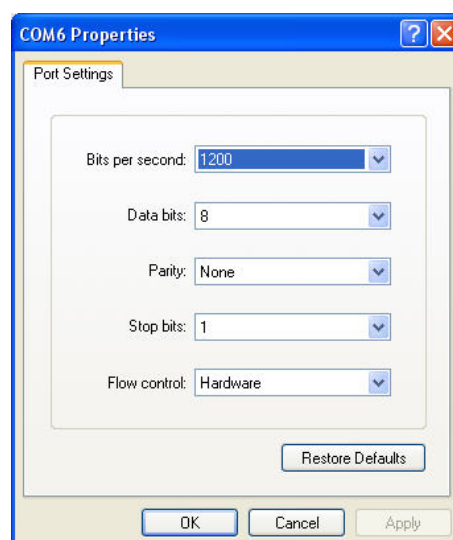 COM6 Properties
Port Settings
Bits per second: 1200
Data bits: 8
Parity: None
Stop bits: 1
Flow control: Hardware
Restore Defaults
OK Cancel Apply